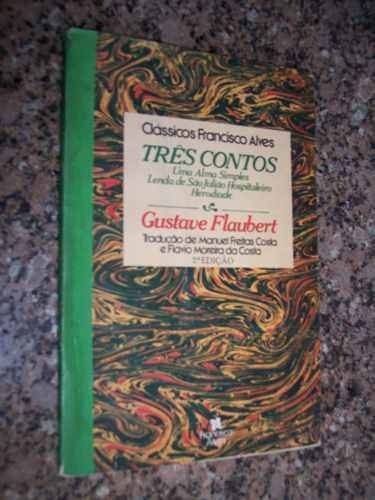 Clássicos Francisco Alves
TRÊS CONTOS
Uma Alma Simples
Lenda de São Julião Hospitaleiro
Herodiade
Gustave Flaubert
Tradução de Manuel Freitas Costa
e Flávio Moreira da Costa
2ª EDIÇÃO